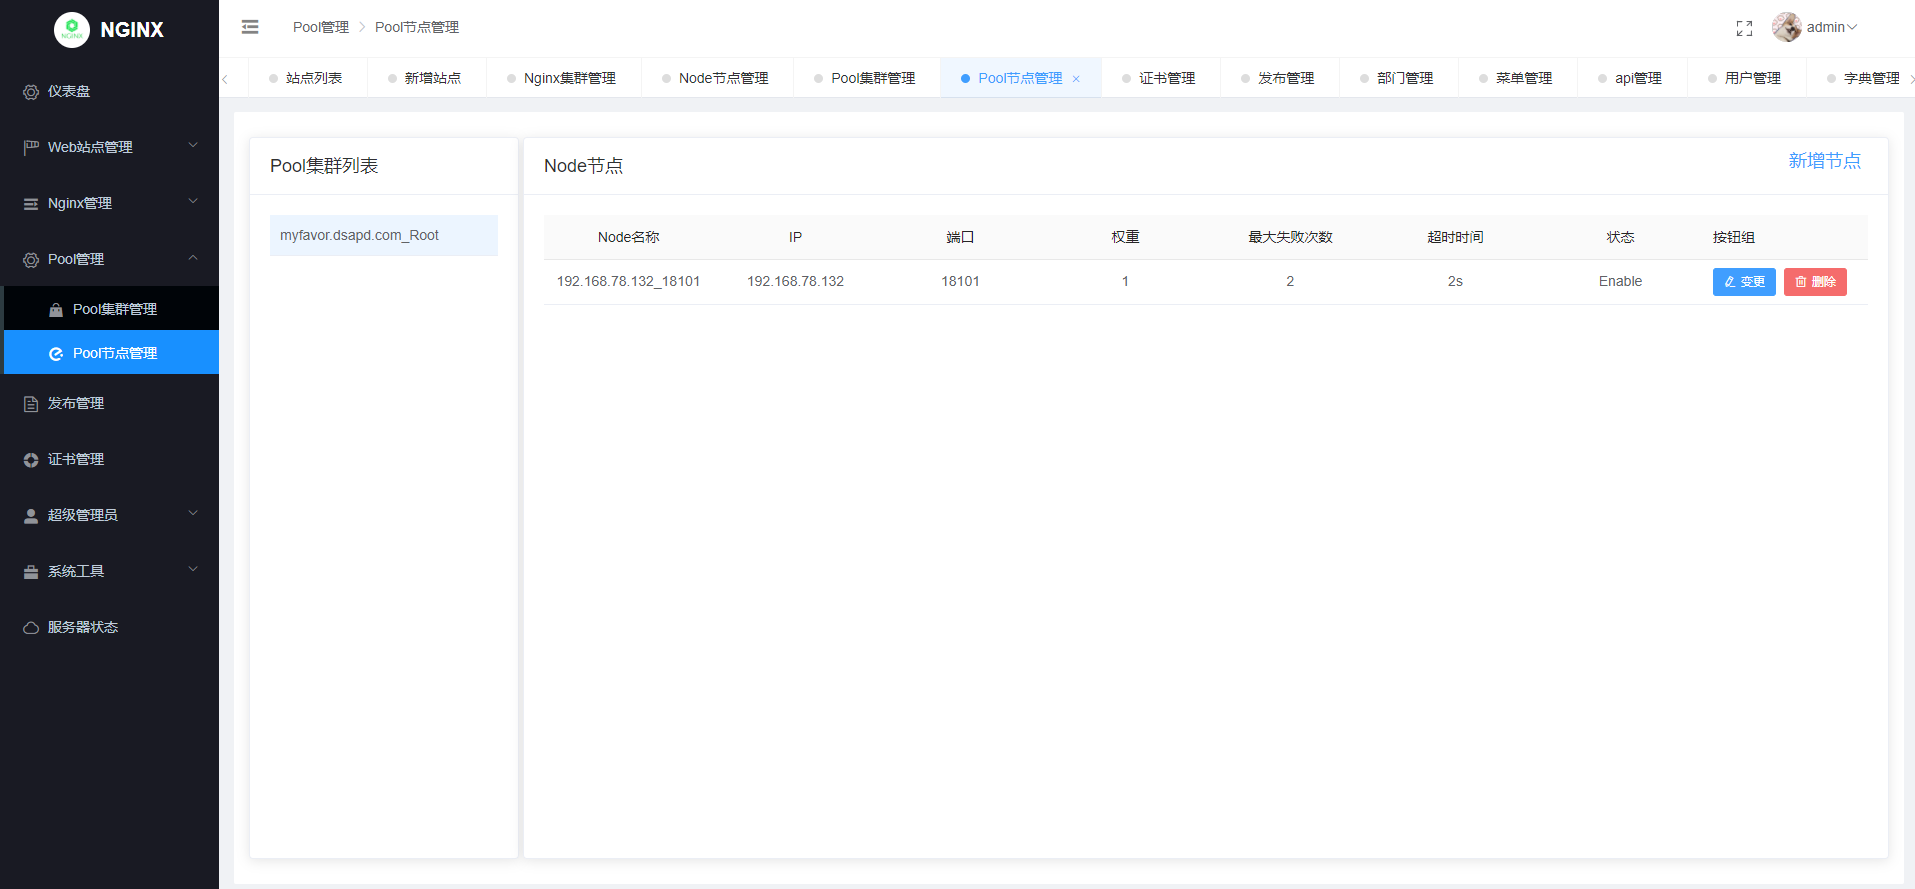 NGINX
仪表盘
Web站点管理
Nginx管理
Pool管理
Pool集群管理
Pool节点管理
发布管理
证书管理
超级管理员
系统工具
服务器状态
Pool管理 Pool节点管理
admin
站点列表 新增站点 Nginx集群管理 Node节点管理 Pool集群管理 Pool节点管理 证书管理 发布管理 部门管理 菜单管理 api管理 用户管理 字典管理
Pool集群列表
myfavor.dsapd.com_Root
Node节点
新增节点
Node名称 IP 端口 权重 最大失败次数 超时时间 状态 按钮组
192.168.78.132_18101 192.168.78.132 18101 1 2 2s Enable 变更 删除